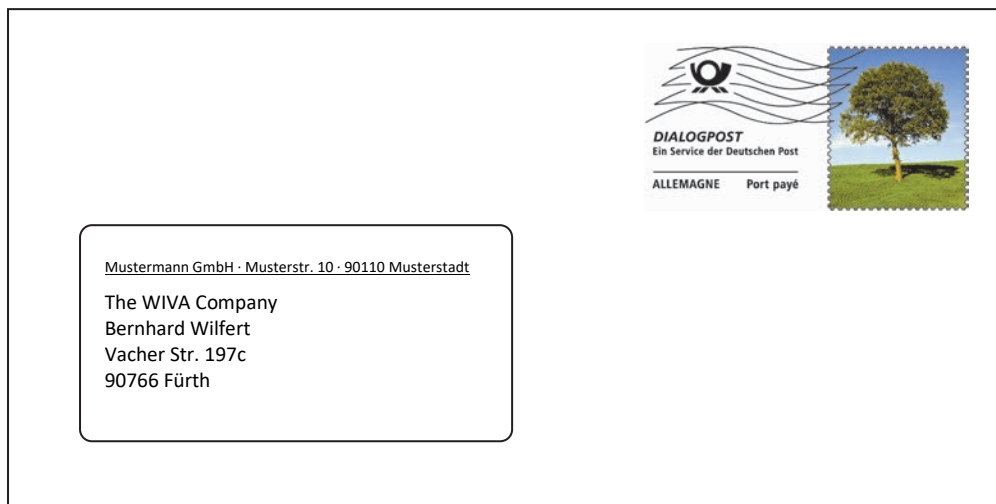 DIALOGPOST
Ein Service der Deutschen Post
ALLEMAGNE Port payé
Mustermann GmbH · Musterstr. 10 · 90110 Musterstadt
The WIVA Company
Bernhard Wilfert
Vacher Str. 197c
90766 Fürth